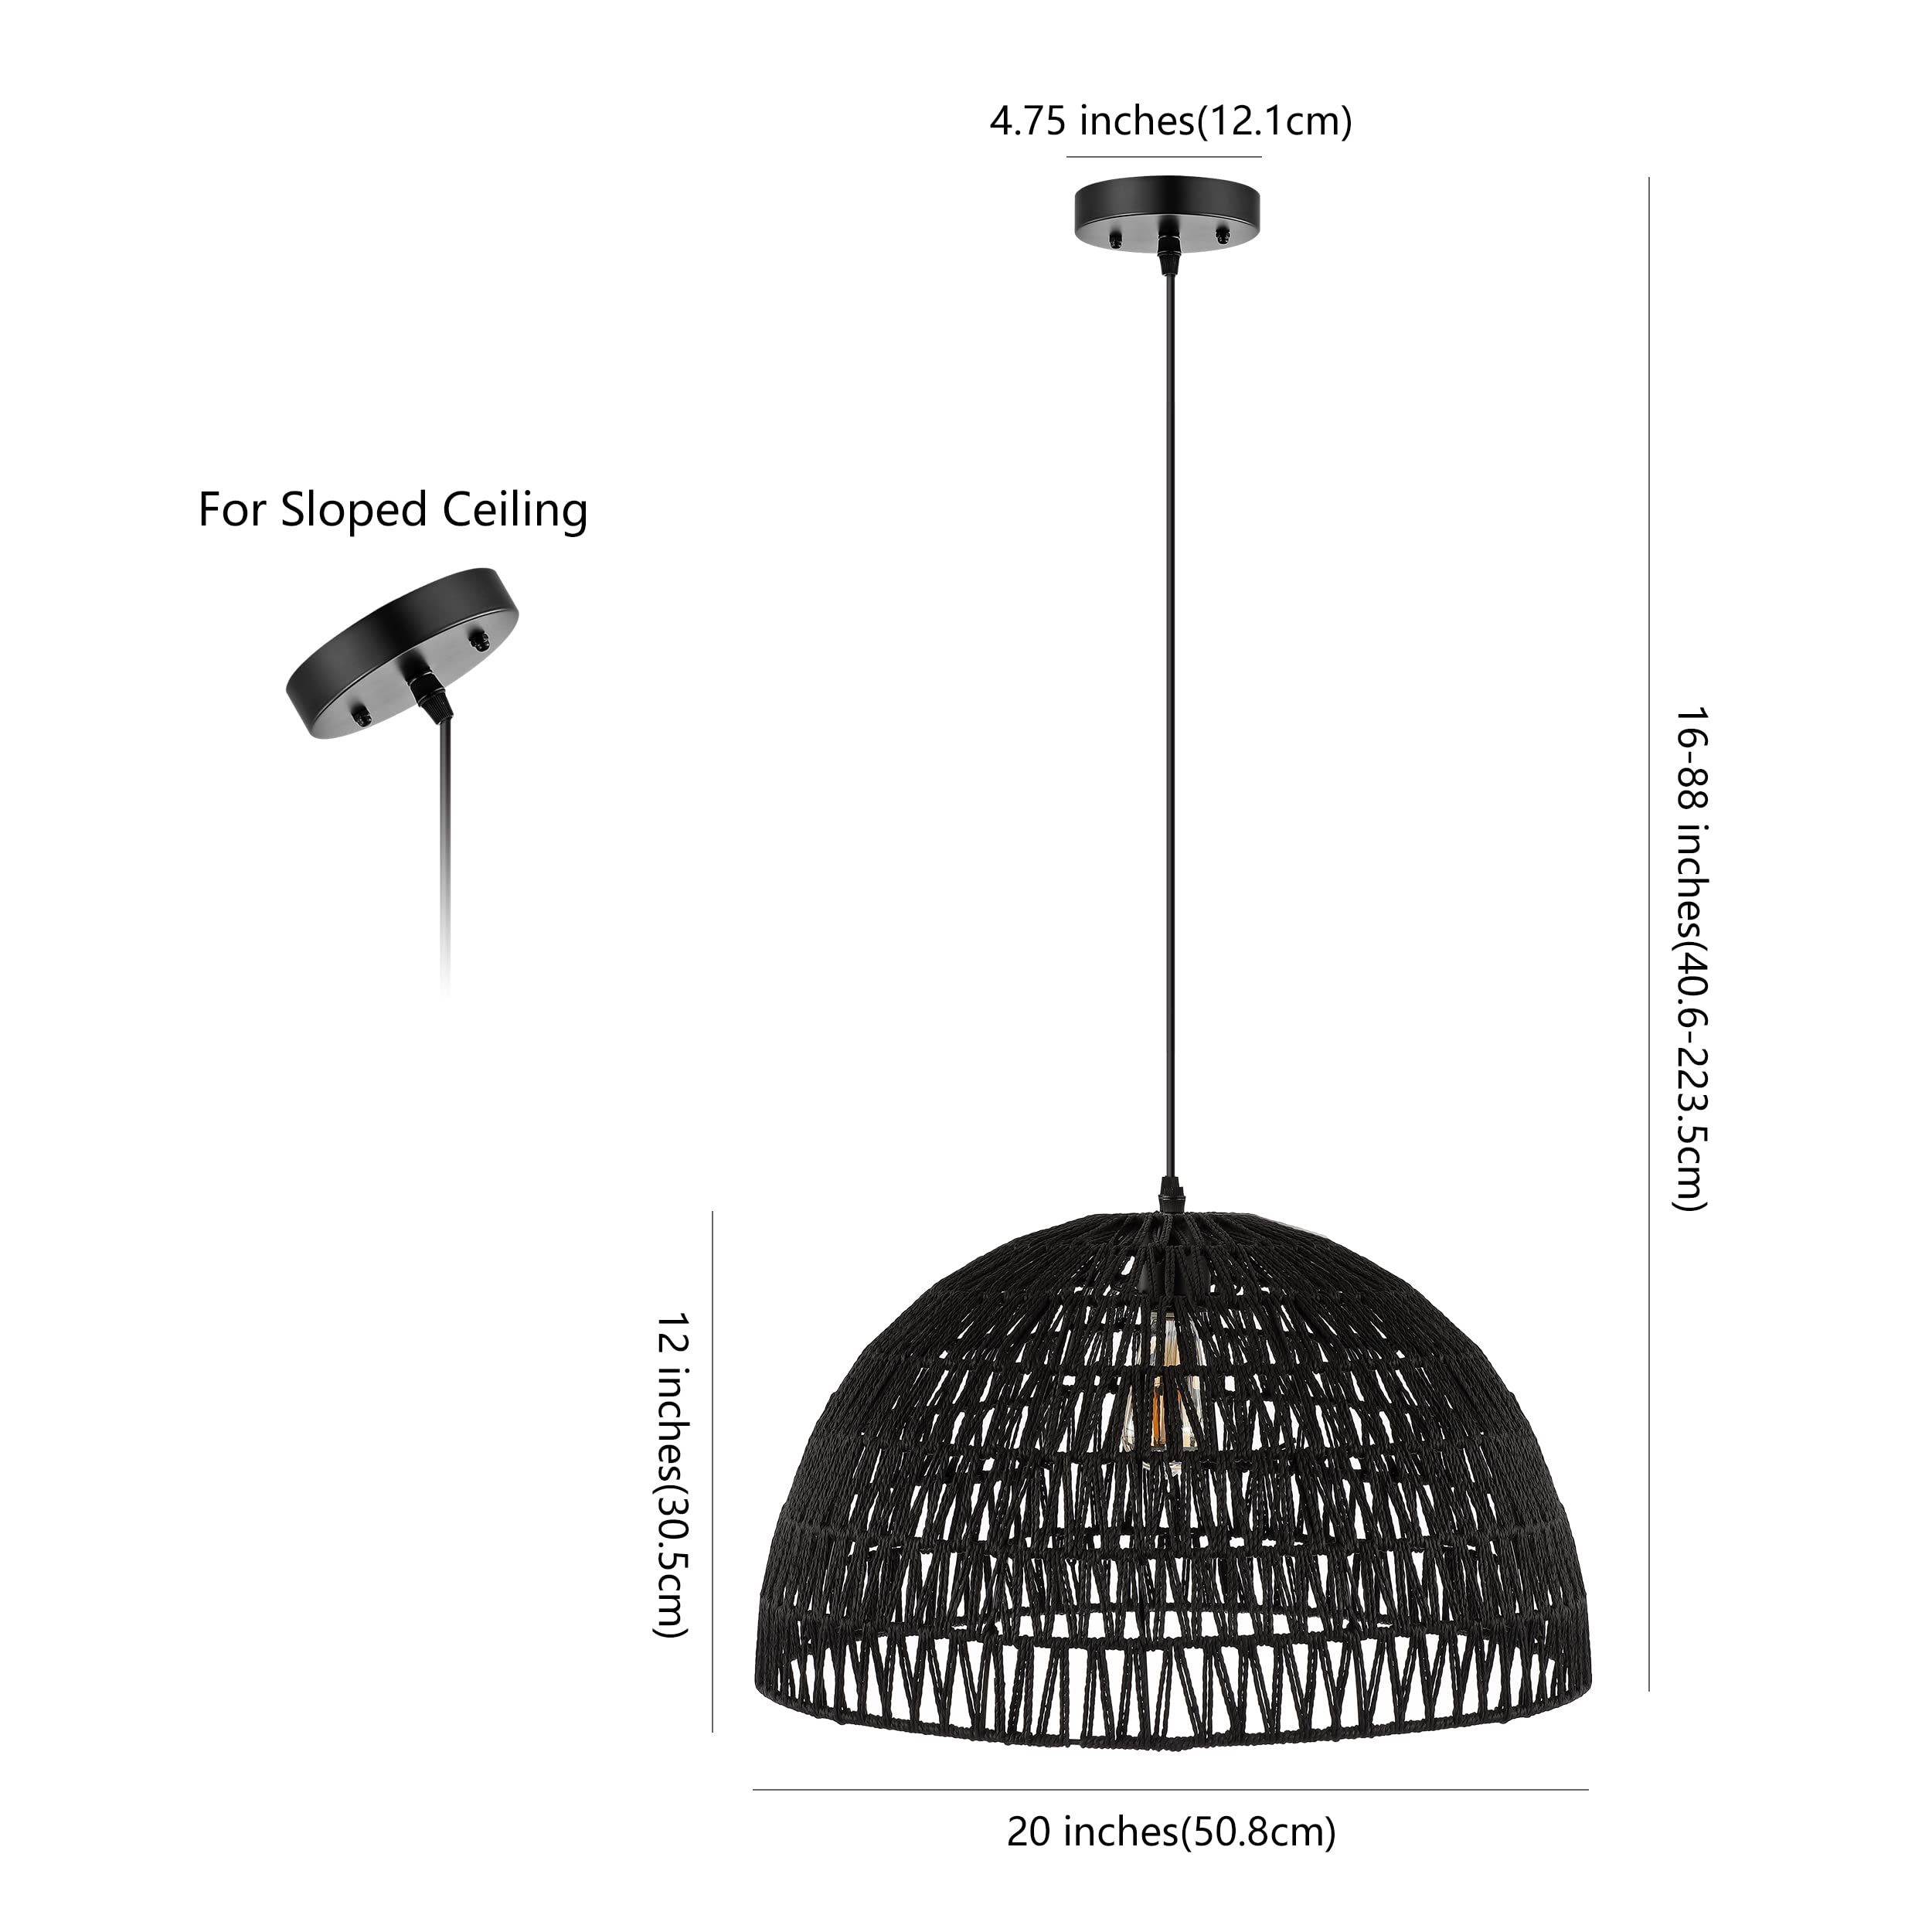 4.75 inches(12.1cm)
For Sloped Ceiling
16-88 inches(40.6-223.5cm)
12 inches(30.5cm)
20 inches(50.8cm)